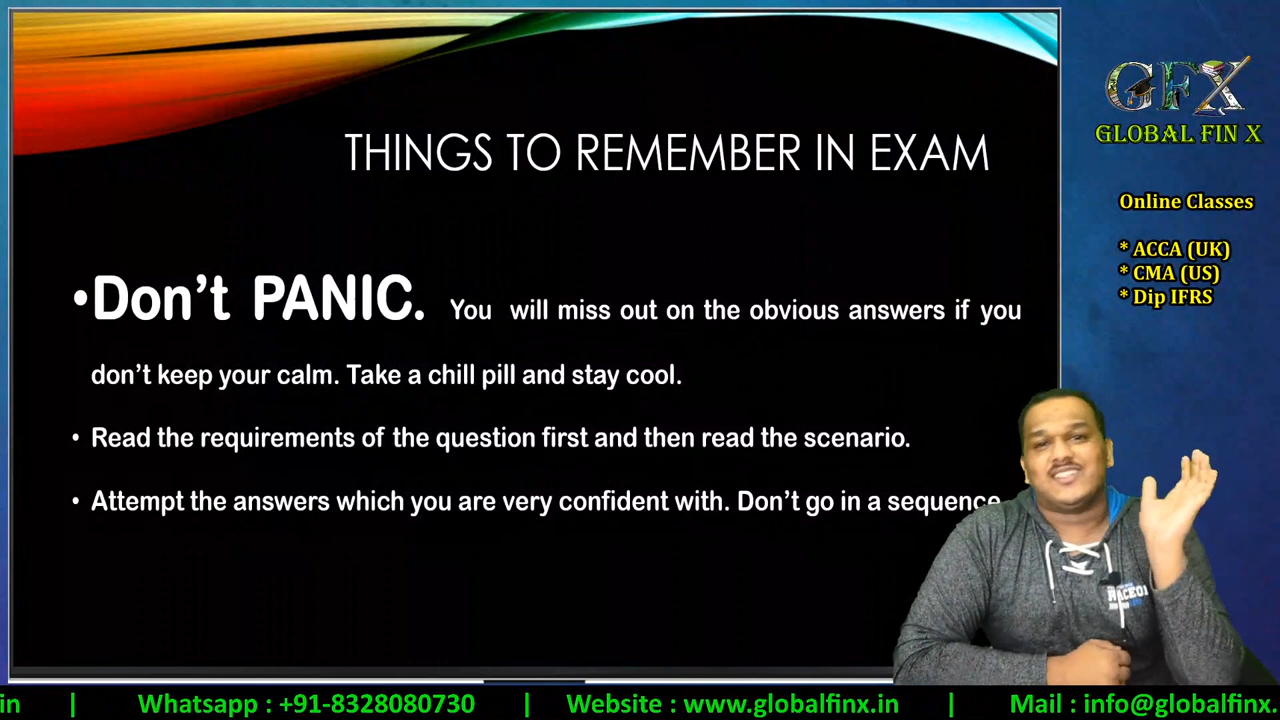 THINGS TO REMEMBER IN EXAM
•Don't PANIC. You will miss out on the obvious answers if you
don't keep your calm. Take a chill pill and stay cool.
• Read the requirements of the question first and then read the scenario.
• Attempt the answers which you are very confident with. Don't go in a sequence
GFX
GLOBAL FIN X
Online Classes
* ACCA (UK)
* CMA (US)
* Dip IFRS
in | Whatsapp : +91-8328080730 | Website : www.globalfinx.in | Mail : info@globalfinx.